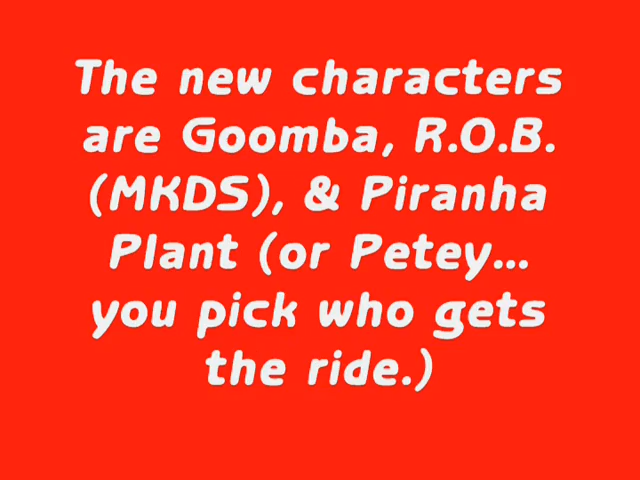 The new characters
are Goomba, R.O.B.
(MKDS), & Piranha
Plant (or Petey...
you pick who gets
the ride.)